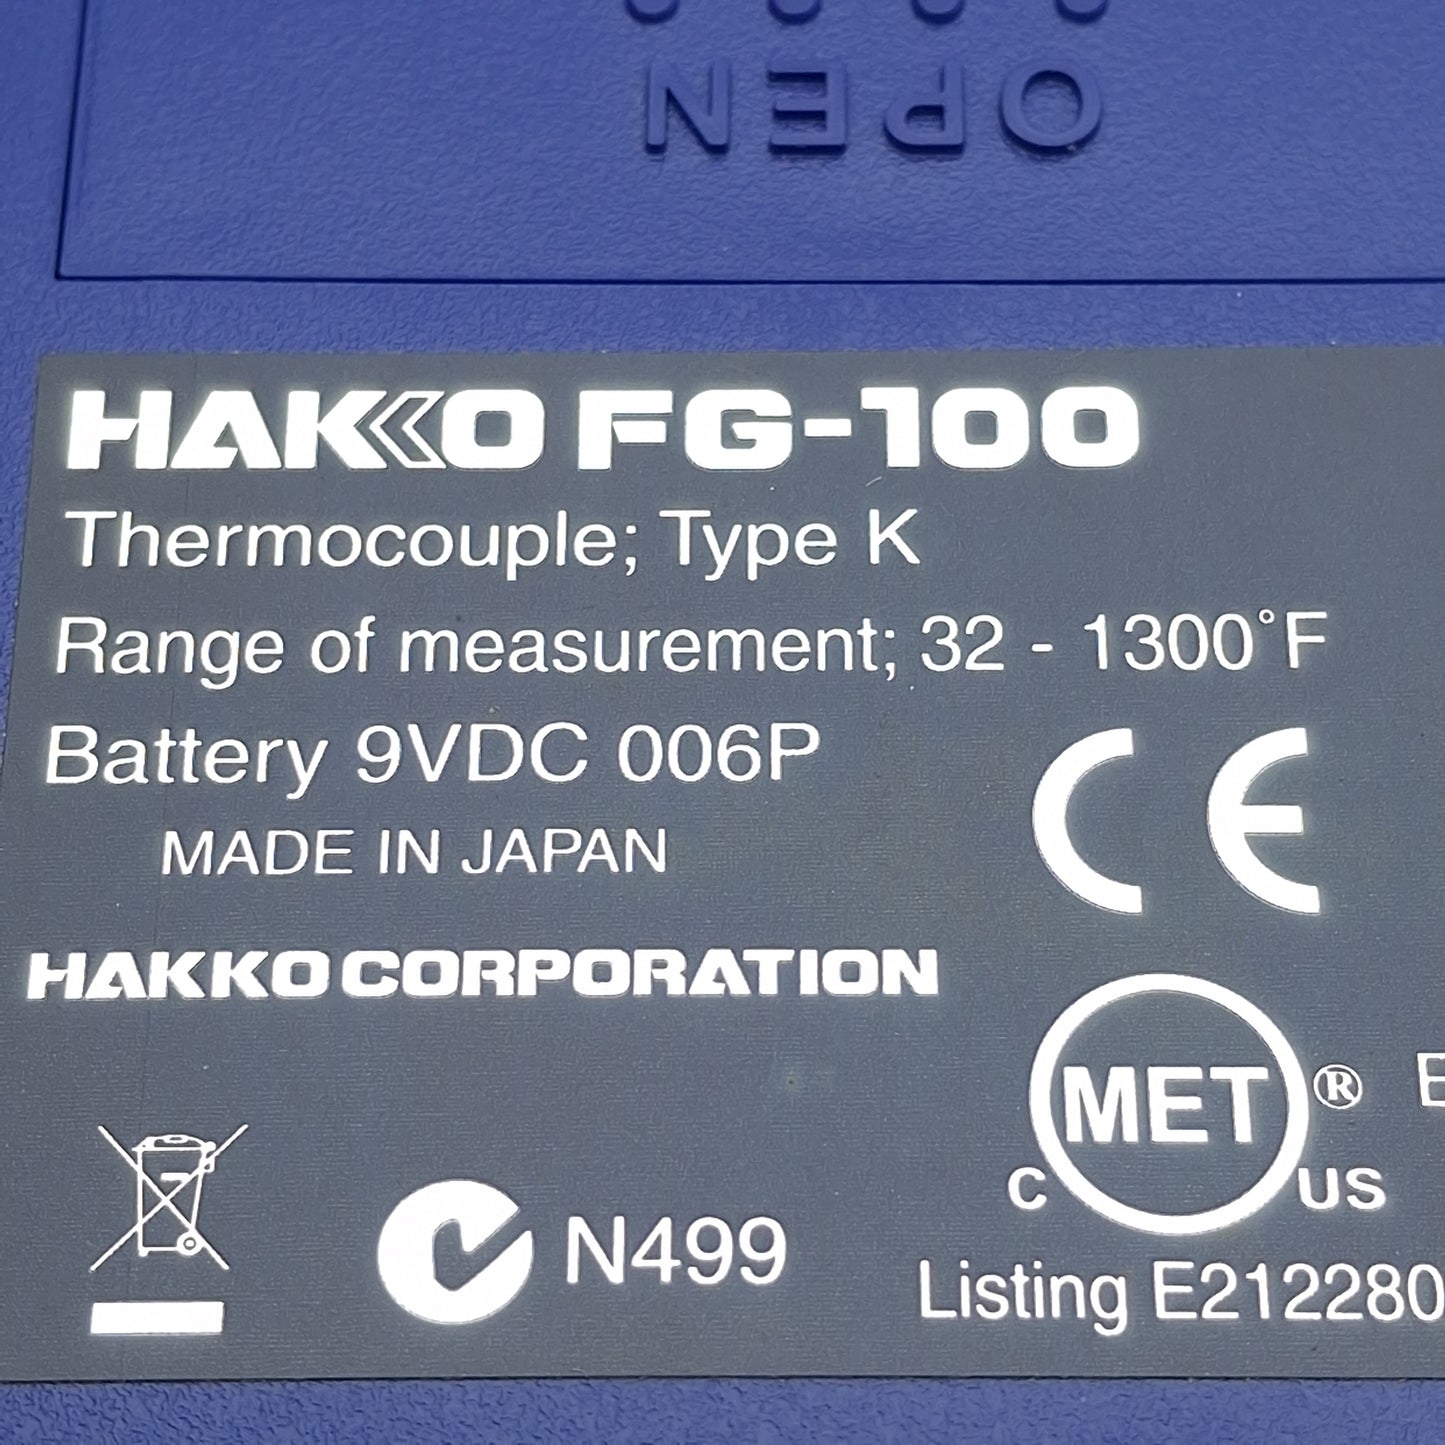 OPEN
HAKKO FG-100
Thermocouple; Type K
Range of measurement; 32 - 1300°F
Battery 9VDC 006P
MADE IN JAPAN
CE
HAKKO CORPORATION
MET ®
C US
N499
Listing E212280